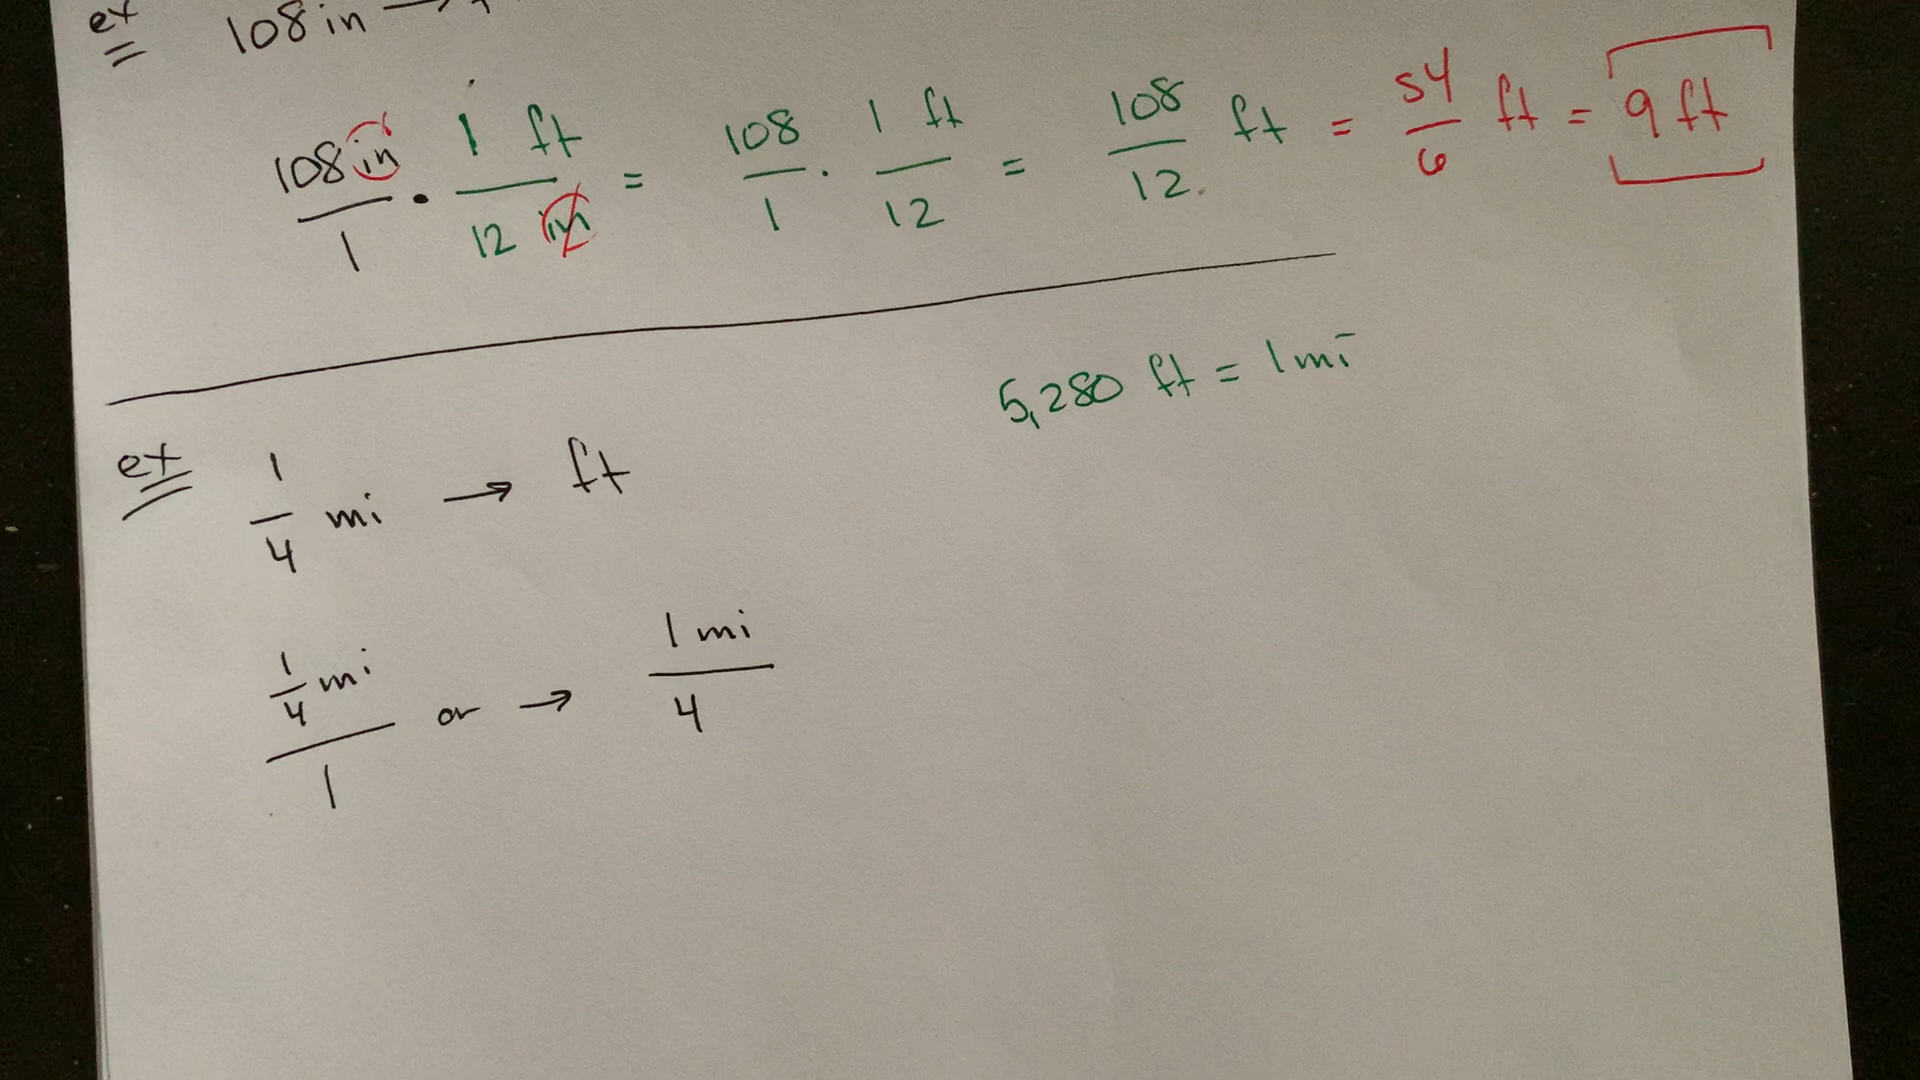 ex 108 in →
108 in/1 · 1 ft/12 in = 108/1 · 1 ft/12 = 108/12 ft = 54/6 ft = 9 ft
5,280 ft = 1 mi
ex 1/4 mi → ft
1/4 mi/1 or → 1 mi/4